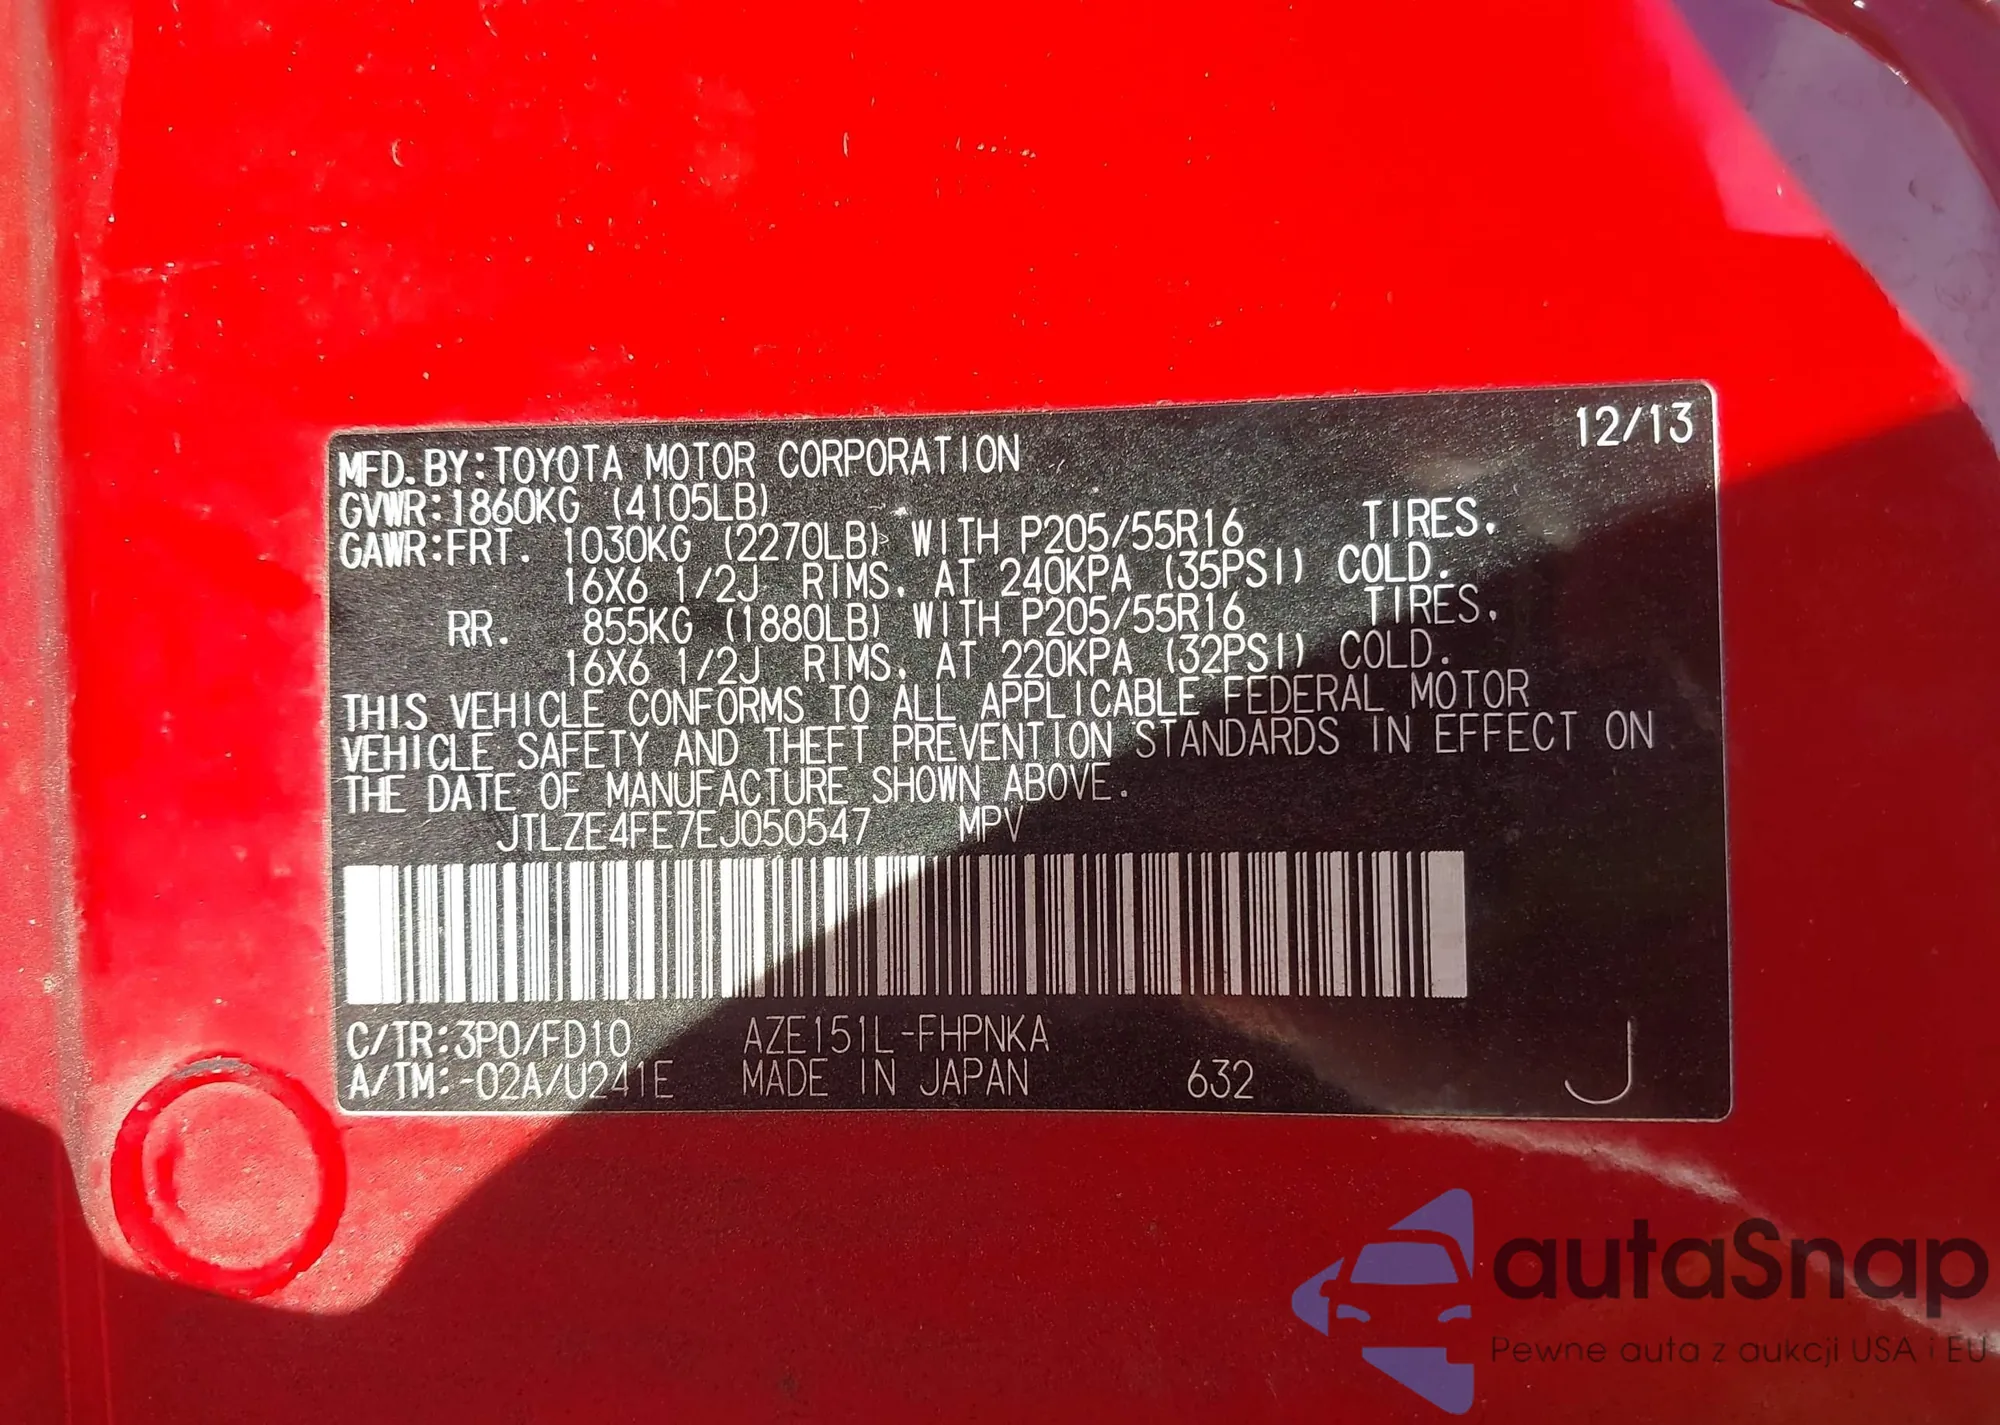 12/13
MFD. BY: TOYOTA MOTOR CORPORATION
GVWR: 1860KG (4105LB)
GAWR: FRT. 1030KG (2270LB) WITH P205/55R16 TIRES,
16X6 1/2J RIMS, AT 240KPA (35PSI) COLD.
RR. 855KG (1880LB) WITH P205/55R16 TIRES,
16X6 1/2J RIMS, AT 220KPA (32PSI) COLD.
THIS VEHICLE CONFORMS TO ALL APPLICABLE FEDERAL MOTOR
VEHICLE SAFETY AND THEFT PREVENTION STANDARDS IN EFFECT ON
THE DATE OF MANUFACTURE SHOWN ABOVE.
JTLZE4FE7EJ050547 MPV
C/TR: 3P0/FD10 AZE151L-FHPNKA
A/TM: -02A/U241E MADE IN JAPAN 632 J
autaSnap
Pewne auta z aukcji USA i EU